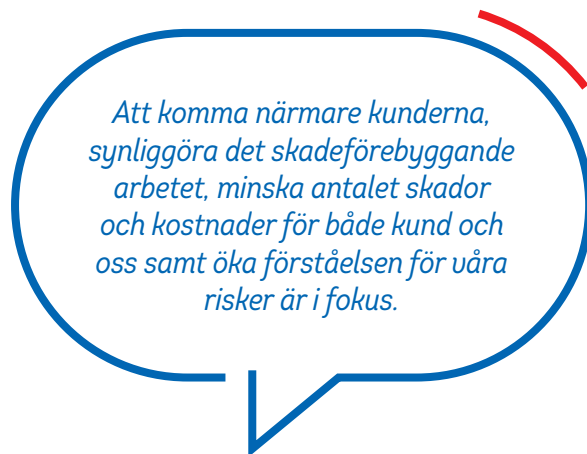 Att komma närmare kunderna,
synliggöra det skadeförebyggande
arbetet, minska antalet skador
och kostnader för både kund och
oss samt öka förståelsen för våra
risker är i fokus.